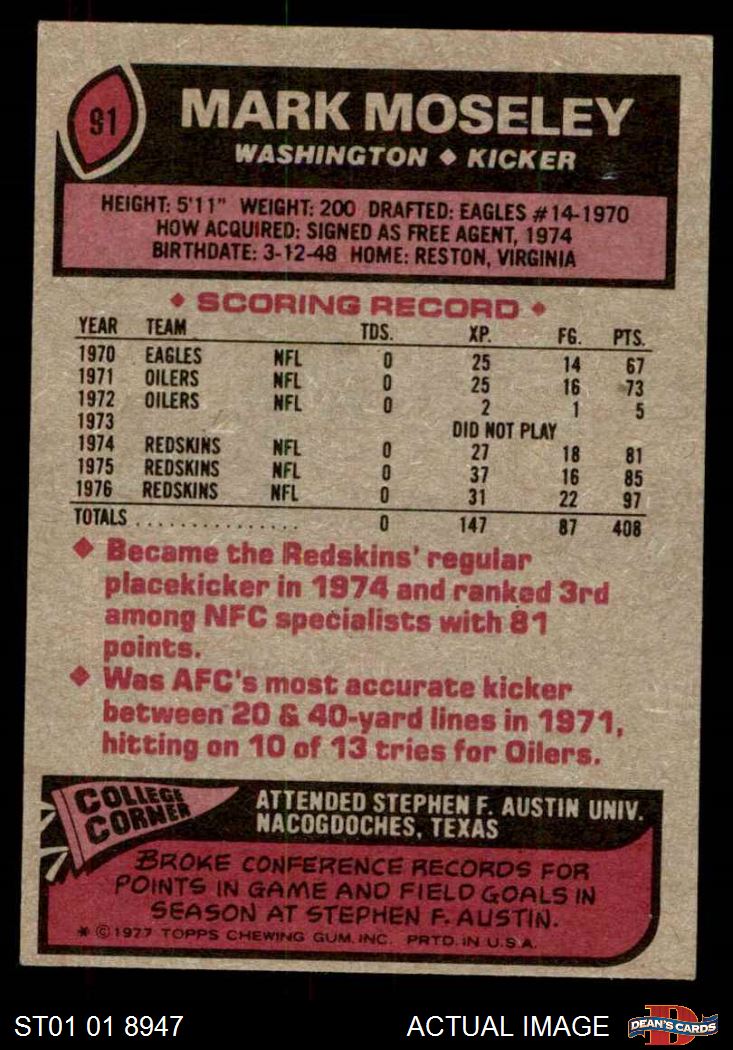 91
MARK MOSELEY
WASHINGTON ◆ KICKER
HEIGHT: 5'11" WEIGHT: 200 DRAFTED: EAGLES #14-1970
HOW ACQUIRED: SIGNED AS FREE AGENT, 1974
BIRTHDATE: 3-12-48 HOME: RESTON, VIRGINIA
◆ SCORING RECORD ◆
YEAR TEAM TDS. XP. FG. PTS.
1970 EAGLES NFL 0 25 14 67
1971 OILERS NFL 0 25 16 73
1972 OILERS NFL 0 2 1 5
1973 DID NOT PLAY
1974 REDSKINS NFL 0 27 18 81
1975 REDSKINS NFL 0 37 16 85
1976 REDSKINS NFL 0 31 22 97
TOTALS ................ 0 147 87 408
◆ Became the Redskins' regular
placekicker in 1974 and ranked 3rd
among NFC specialists with 81
points.
◆ Was AFC's most accurate kicker
between 20 & 40-yard lines in 1971,
hitting on 10 of 13 tries for Oilers.
COLLEGE
CORNER
ATTENDED STEPHEN F. AUSTIN UNIV.
NACOGDOCHES, TEXAS
BROKE CONFERENCE RECORDS FOR
POINTS IN GAME AND FIELD GOALS IN
SEASON AT STEPHEN F. AUSTIN.
* © 1977 TOPPS CHEWING GUM, INC. PRTD. IN U.S.A.
ST01 01 8947
ACTUAL IMAGE
D
DEAN'S CARDS